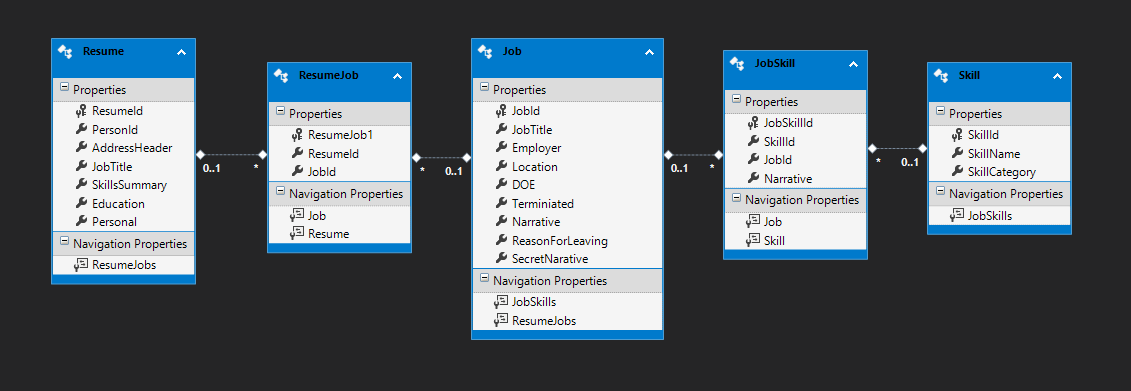 Resume
Properties
ResumeId
PersonId
AddressHeader
JobTitle
SkillsSummary
Education
Personal
Navigation Properties
ResumeJobs
0..1
*
ResumeJob
Properties
ResumeJob1
ResumeId
JobId
Navigation Properties
Job
Resume
*
0..1
Job
Properties
JobId
JobTitle
Employer
Location
DOE
Terminiated
Narrative
ReasonForLeaving
SecretNarative
Navigation Properties
JobSkills
ResumeJobs
0..1
*
JobSkill
Properties
JobSkillId
SkillId
JobId
Narrative
Navigation Properties
Job
Skill
*
0..1
Skill
Properties
SkillId
SkillName
SkillCategory
Navigation Properties
JobSkills